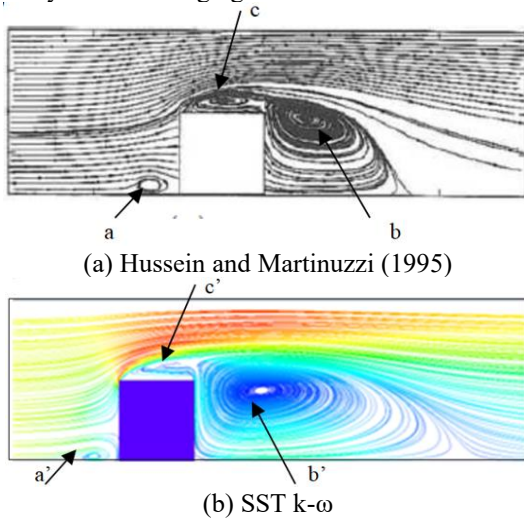 c
a
b
(a) Hussein and Martinuzzi (1995)
c'
a'
b'
(b) SST k-ω